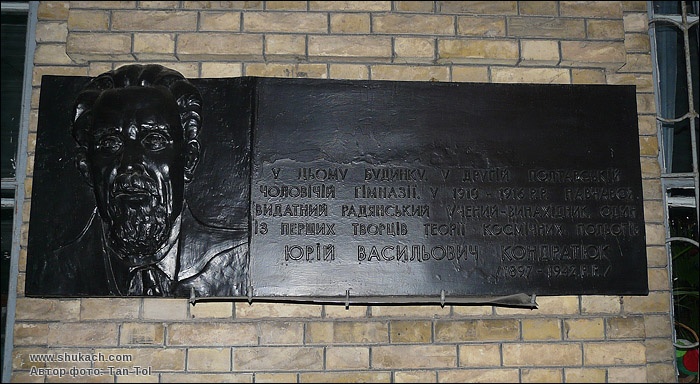 У ЦЬОМУ БУДИНКУ, У ДРУГІЙ ПОЛТАВСЬКІЙ
ЧОЛОВІЧІЙ ГІМНАЗІЇ, У 1910-1916 Р.Р. НАВЧАВСЯ
ВИДАТНИЙ РАДЯНСЬКИЙ УЧЕНИЙ-ВИНАХІДНИК, ОДИН
ІЗ ПЕРШИХ ТВОРЦІВ ТЕОРІЇ КОСМІЧНИХ ПОЛЬОТІВ
ЮРІЙ ВАСИЛЬОВИЧ КОНДРАТЮК
/1897-1942 Р.Р./
www.shukach.com
Автор фото: Tan-Tol